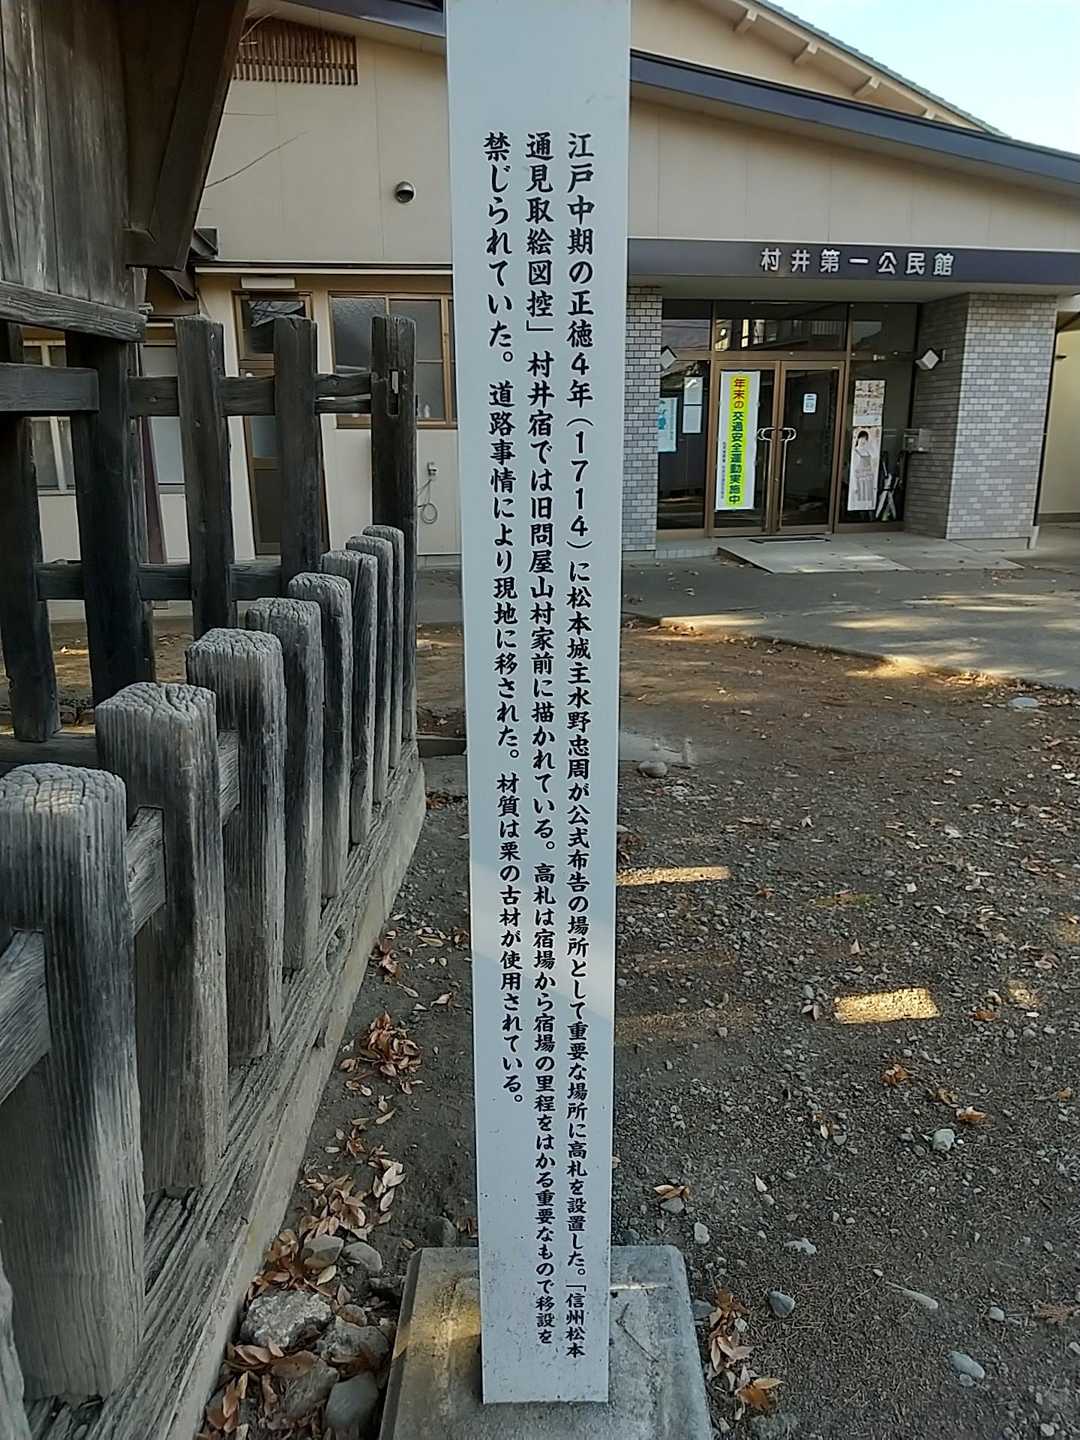 江戸中期の正徳４年（１７１４）に松本城主水野忠周が公式布告の場所として重要な場所に高札を設置した。「信州松本
通見取絵図控」村井宿では旧問屋山村家前に描かれている。高札は宿場から宿場の里程をはかる重要なもので移設を
禁じられていた。道路事情により現地に移された。材質は栗の古材が使用されている。
村井第一公民館
年末の交通安全運動実施中